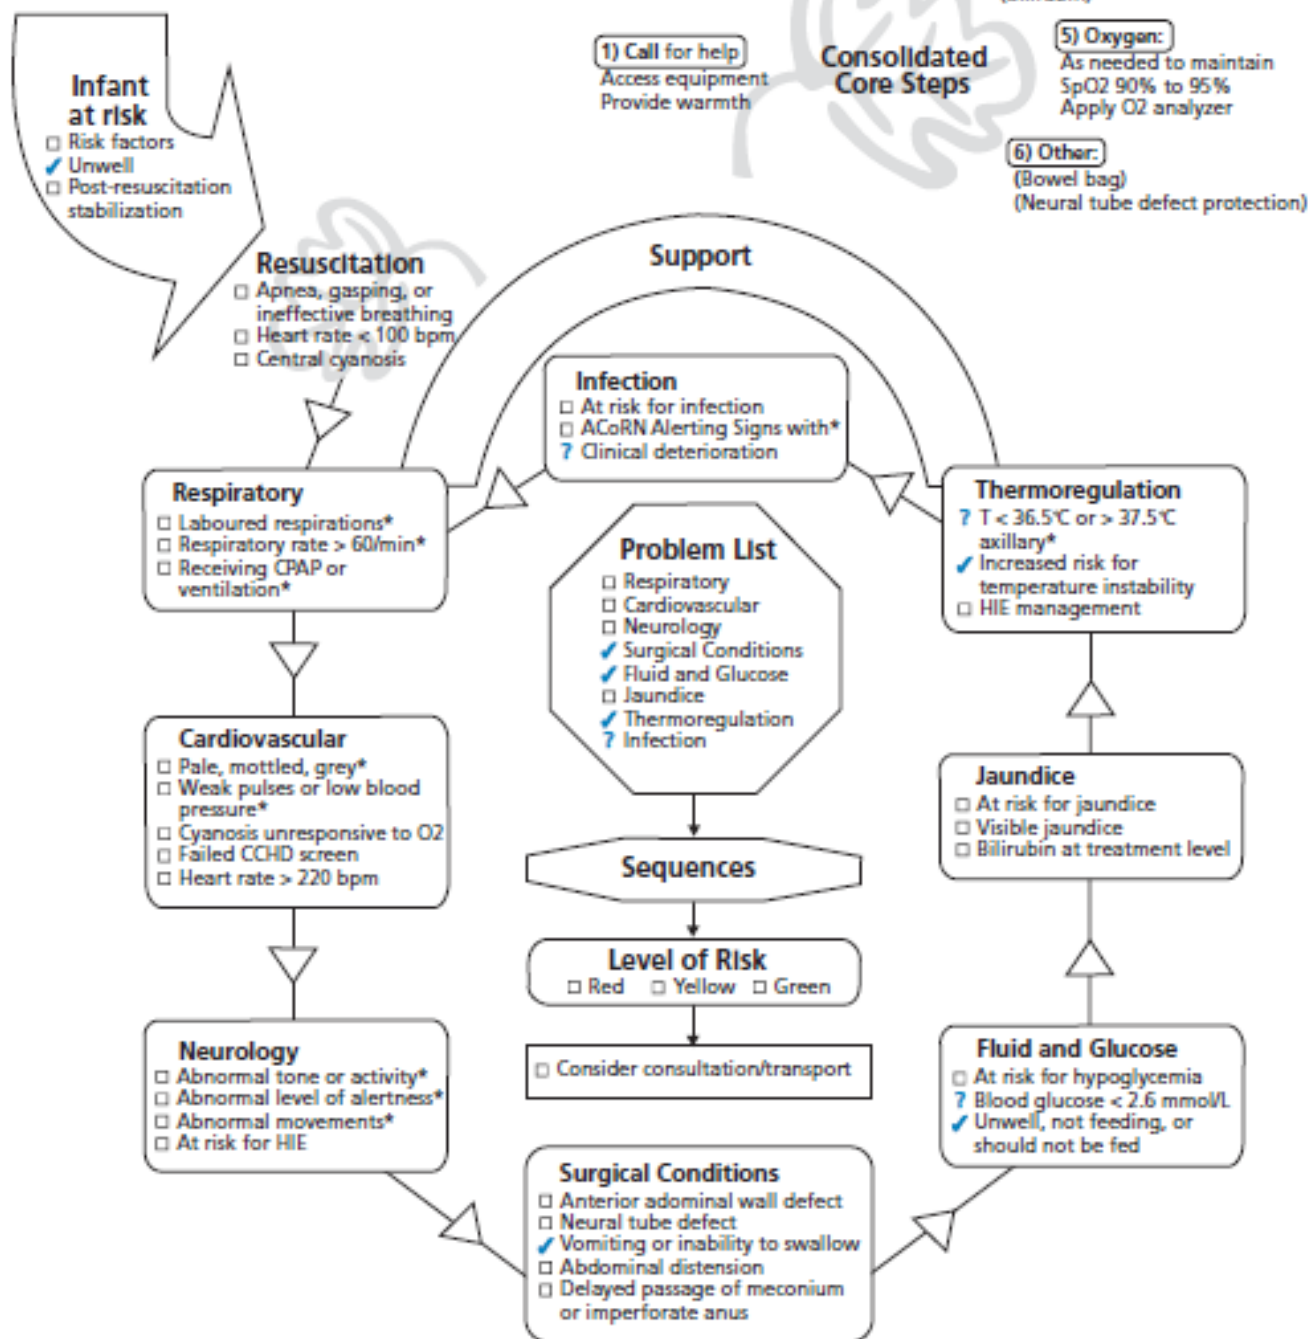 1) Call for help
Access equipment
Provide warmth
Consolidated
Core Steps
5) Oxygen:
As needed to maintain
SpO2 90% to 95%
Apply O2 analyzer
6) Other:
(Bowel bag)
(Neural tube defect protection)
Infant
at risk
□ Risk factors
✓ Unwell
□ Post-resuscitation
stabilization
Resuscitation
□ Apnea, gasping, or
ineffective breathing
□ Heart rate < 100 bpm
□ Central cyanosis
Support
Infection
□ At risk for infection
□ ACoRN Alerting Signs with*
? Clinical deterioration
Respiratory
□ Laboured respirations*
□ Respiratory rate > 60/min*
□ Receiving CPAP or
ventilation*
Cardiovascular
□ Pale, mottled, grey*
□ Weak pulses or low blood
pressure*
□ Cyanosis unresponsive to O2
□ Failed CCHD screen
□ Heart rate > 220 bpm
Neurology
□ Abnormal tone or activity*
□ Abnormal level of alertness*
□ Abnormal movements*
□ At risk for HIE
Surgical Conditions
□ Anterior adominal wall defect
□ Neural tube defect
✓ Vomiting or inability to swallow
□ Abdominal distension
□ Delayed passage of meconium
or imperforate anus
Fluid and Glucose
□ At risk for hypoglycemia
? Blood glucose < 2.6 mmol/L
✓ Unwell, not feeding, or
should not be fed
Jaundice
□ At risk for jaundice
□ Visible jaundice
□ Bilirubin at treatment level
Thermoregulation
? T < 36.5°C or > 37.5°C
axillary*
✓ Increased risk for
temperature instability
□ HIE management
Problem List
□ Respiratory
□ Cardiovascular
□ Neurology
✓ Surgical Conditions
✓ Fluid and Glucose
□ Jaundice
✓ Thermoregulation
? Infection
Sequences
Level of Risk
□ Red □ Yellow □ Green
□ Consider consultation/transport